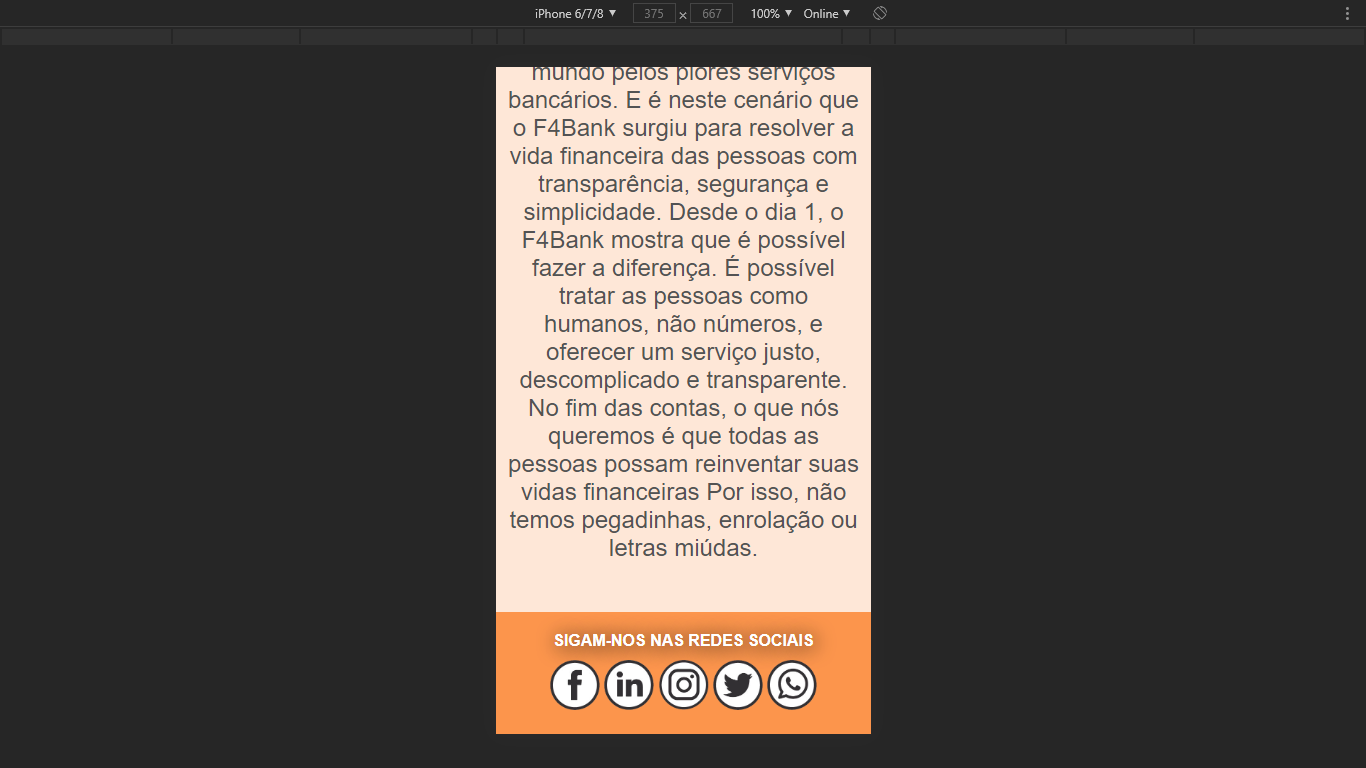 iPhone 6/7/8 375 x 667 100% Online
mundo pelos piores serviços
bancários. E é neste cenário que
o F4Bank surgiu para resolver a
vida financeira das pessoas com
transparência, segurança e
simplicidade. Desde o dia 1, o
F4Bank mostra que é possível
fazer a diferença. É possível
tratar as pessoas como
humanos, não números, e
oferecer um serviço justo,
descomplicado e transparente.
No fim das contas, o que nós
queremos é que todas as
pessoas possam reinventar suas
vidas financeiras Por isso, não
temos pegadinhas, enrolação ou
letras miúdas.
SIGAM-NOS NAS REDES SOCIAIS